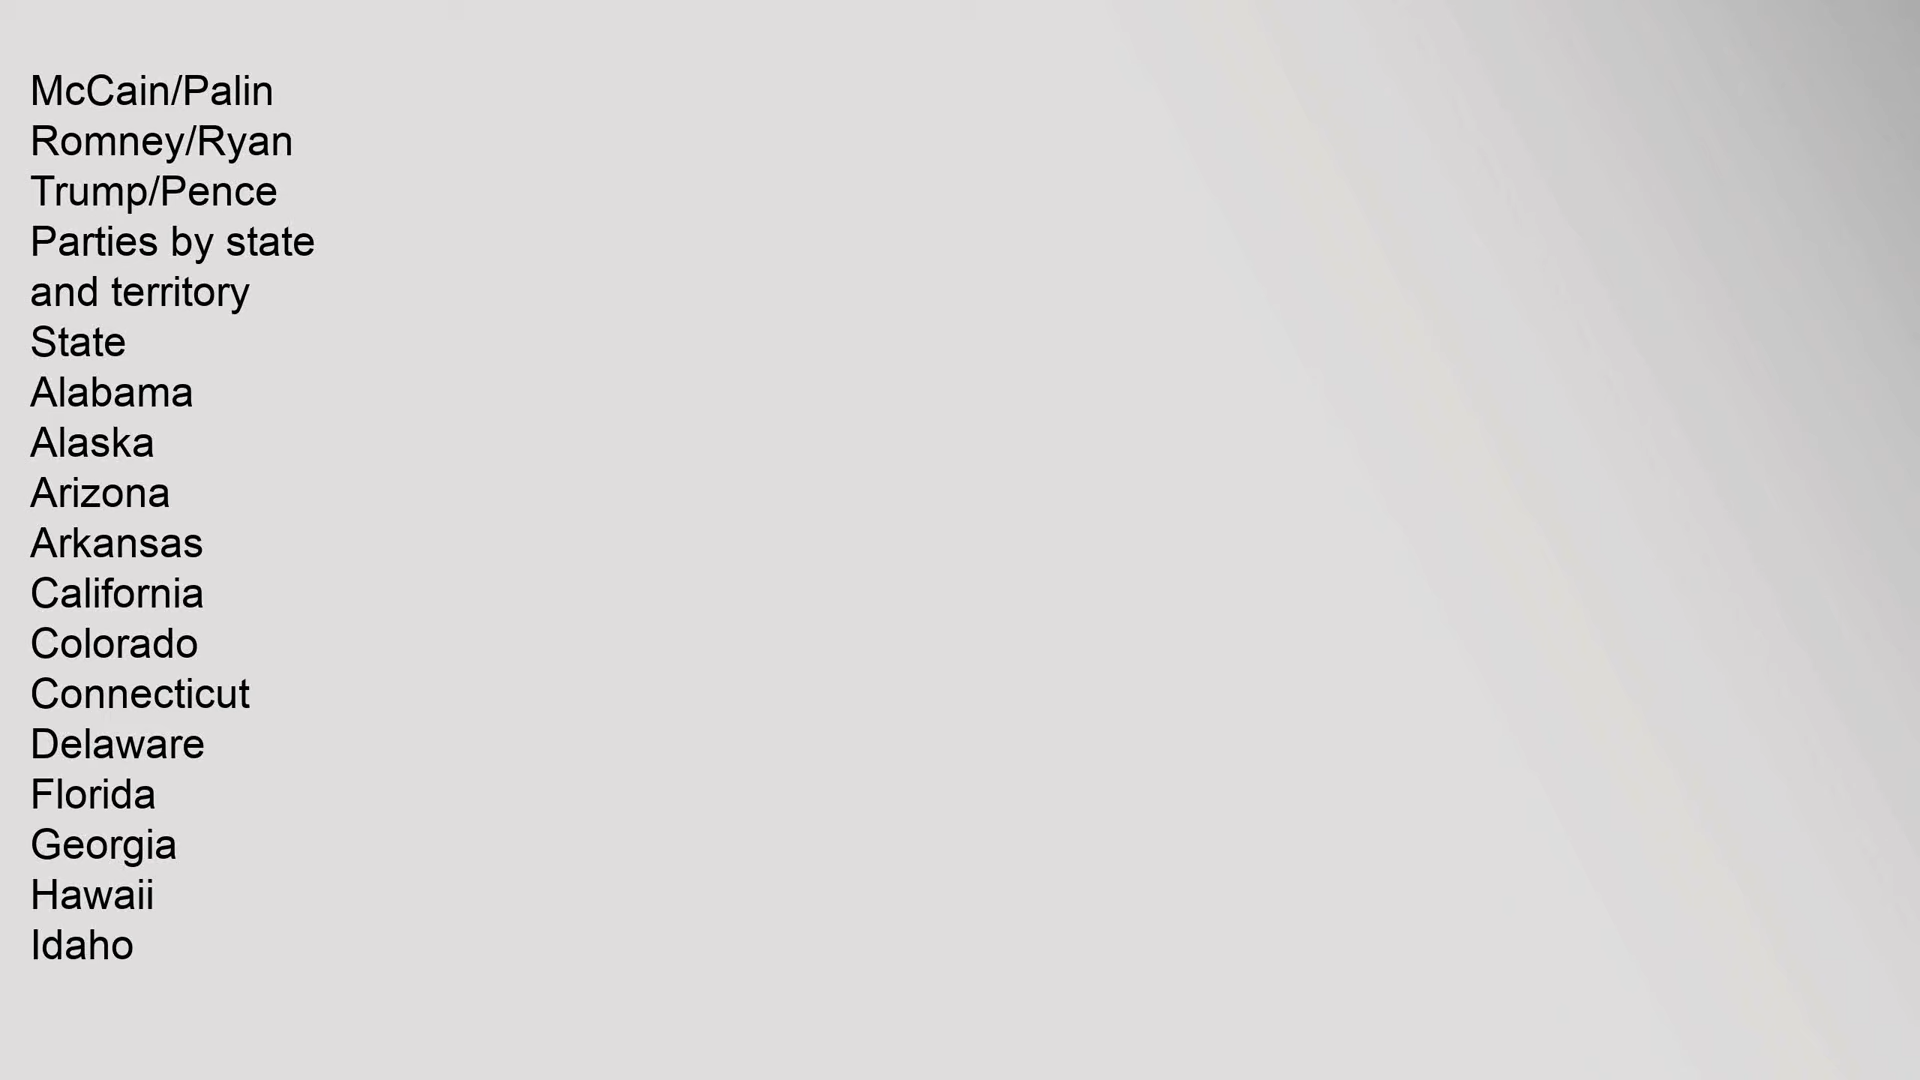 McCain/Palin
Romney/Ryan
Trump/Pence
Parties by state
and territory
State
Alabama
Alaska
Arizona
Arkansas
California
Colorado
Connecticut
Delaware
Florida
Georgia
Hawaii
Idaho